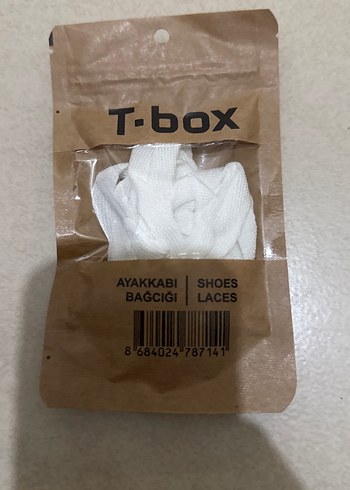 T-box
AYAKKABI | SHOES
BAĞCIĞI | LACES
8 684024 787141